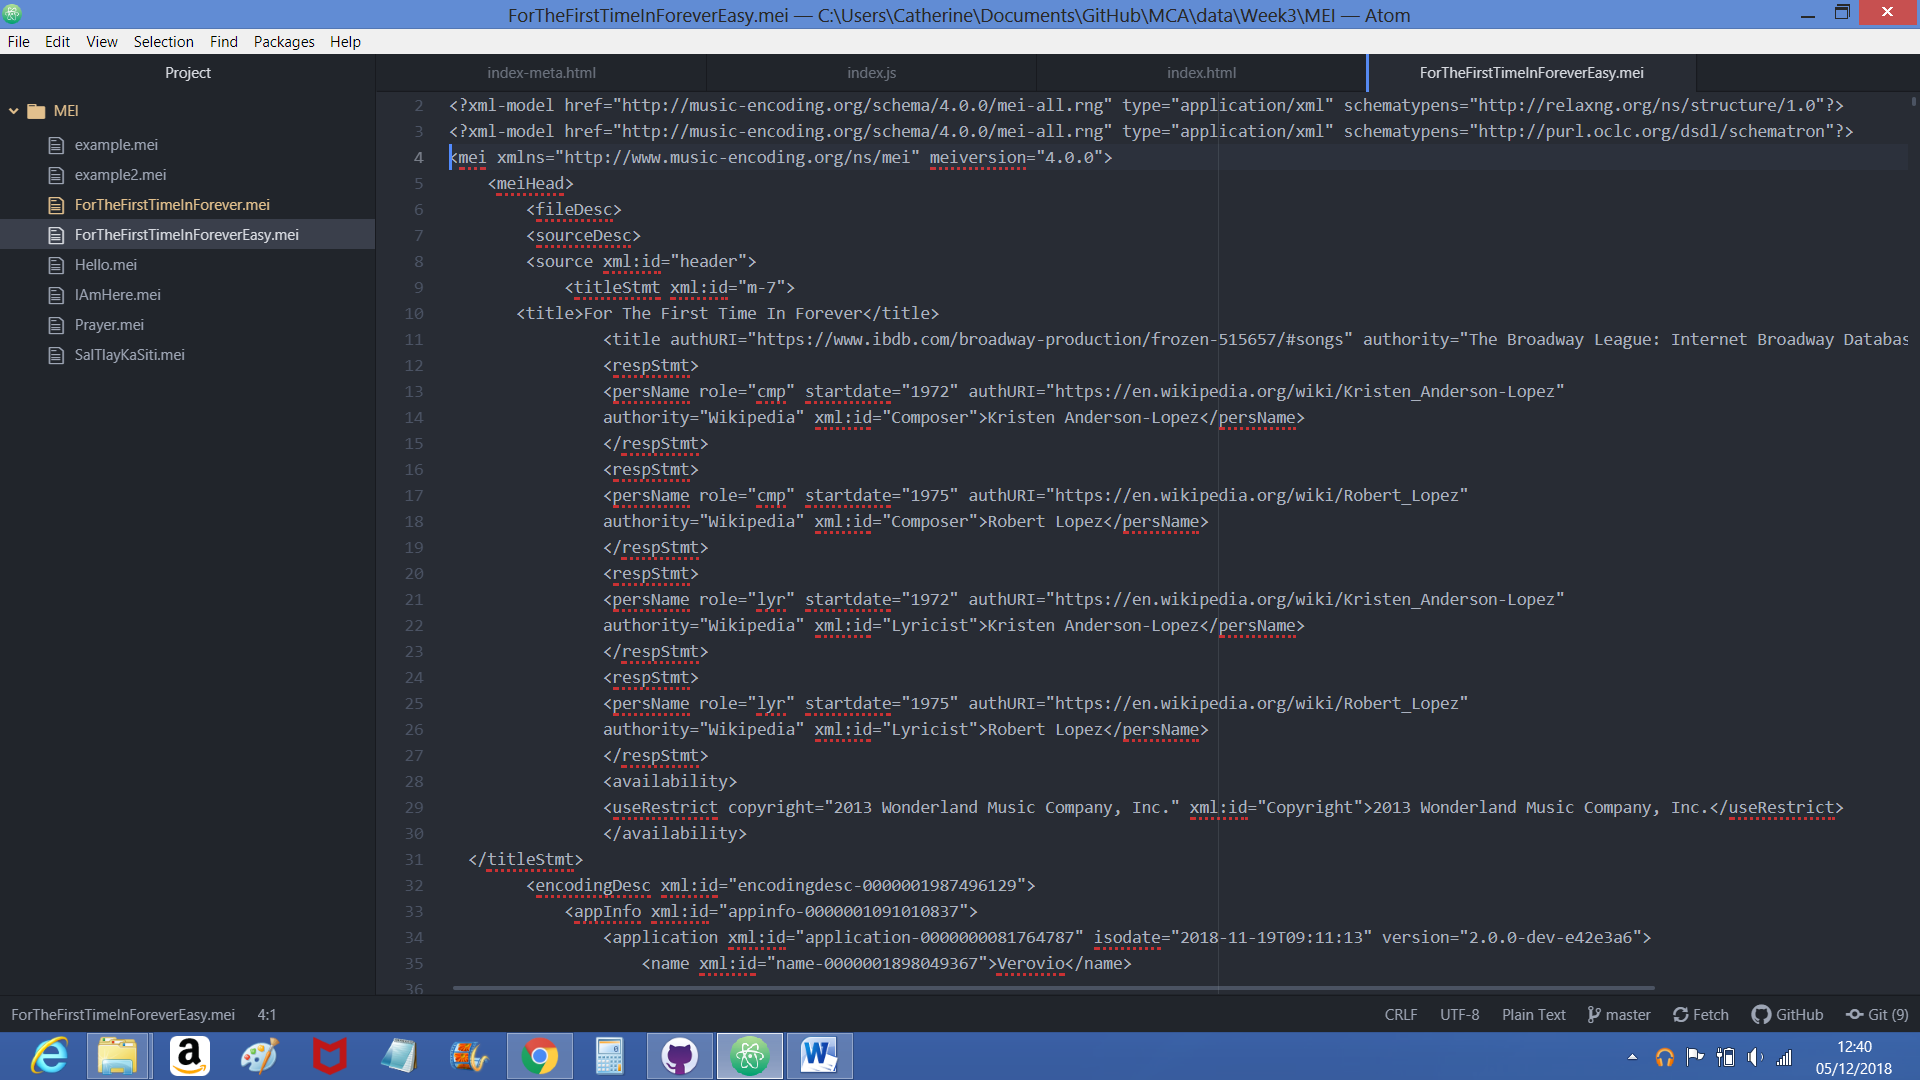 ForTheFirstTimeInForeverEasy.mei — C:\Users\Catherine\Documents\GitHub\MCA\data\Week3\MEI — Atom
File Edit View Selection Find Packages Help
Project
index-meta.html index.js index.html ForTheFirstTimeInForeverEasy.mei
MEI
example.mei
example2.mei
ForTheFirstTimeInForever.mei
ForTheFirstTimeInForeverEasy.mei
Hello.mei
IAmHere.mei
Prayer.mei
SalTlayKaSiti.mei
2 <?xml-model href="http://music-encoding.org/schema/4.0.0/mei-all.rng" type="application/xml" schematypens="http://relaxng.org/ns/structure/1.0"?>
3 <?xml-model href="http://music-encoding.org/schema/4.0.0/mei-all.rng" type="application/xml" schematypens="http://purl.oclc.org/dsdl/schematron"?>
4 <mei xmlns="http://www.music-encoding.org/ns/mei" meiversion="4.0.0">
5 <meiHead>
6 <fileDesc>
7 <sourceDesc>
8 <source xml:id="header">
9 <titleStmt xml:id="m-7">
10 <title>For The First Time In Forever</title>
11 <title authURI="https://www.ibdb.com/broadway-production/frozen-515657/#songs" authority="The Broadway League: Internet Broadway Databas
12 <respStmt>
13 <persName role="cmp" startdate="1972" authURI="https://en.wikipedia.org/wiki/Kristen_Anderson-Lopez"
14 authority="Wikipedia" xml:id="Composer">Kristen Anderson-Lopez</persName>
15 </respStmt>
16 <respStmt>
17 <persName role="cmp" startdate="1975" authURI="https://en.wikipedia.org/wiki/Robert_Lopez"
18 authority="Wikipedia" xml:id="Composer">Robert Lopez</persName>
19 </respStmt>
20 <respStmt>
21 <persName role="lyr" startdate="1972" authURI="https://en.wikipedia.org/wiki/Kristen_Anderson-Lopez"
22 authority="Wikipedia" xml:id="Lyricist">Kristen Anderson-Lopez</persName>
23 </respStmt>
24 <respStmt>
25 <persName role="lyr" startdate="1975" authURI="https://en.wikipedia.org/wiki/Robert_Lopez"
26 authority="Wikipedia" xml:id="Lyricist">Robert Lopez</persName>
27 </respStmt>
28 <availability>
29 <useRestrict copyright="2013 Wonderland Music Company, Inc." xml:id="Copyright">2013 Wonderland Music Company, Inc.</useRestrict>
30 </availability>
31 </titleStmt>
32 <encodingDesc xml:id="encodingdesc-0000001987496129">
33 <appInfo xml:id="appinfo-0000001091010837">
34 <application xml:id="application-0000000081764787" isodate="2018-11-19T09:11:13" version="2.0.0-dev-e42e3a6">
35 <name xml:id="name-0000001898049367">Verovio</name>
36
ForTheFirstTimeInForeverEasy.mei 4:1 CRLF UTF-8 Plain Text master Fetch GitHub Git (9)
12:40
05/12/2018